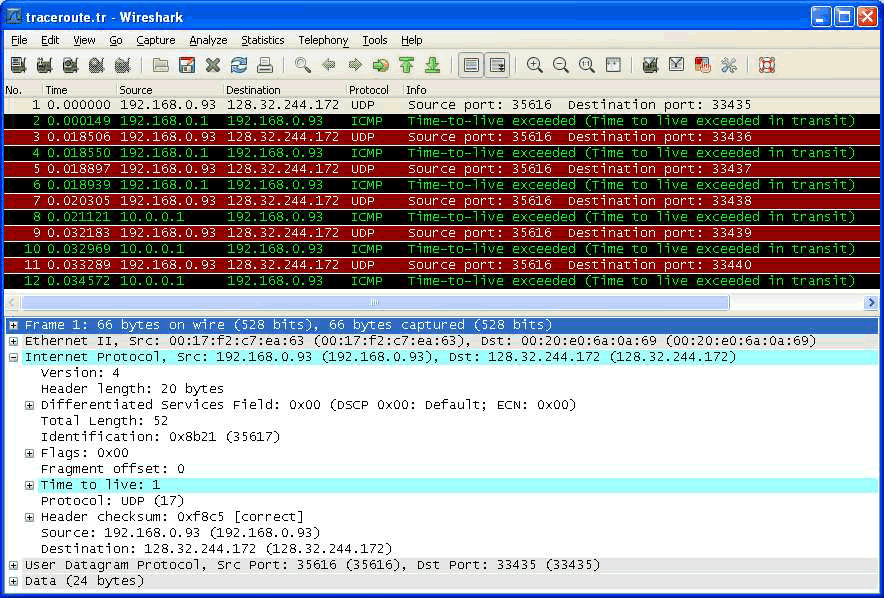 traceroute.tr - Wireshark
File Edit View Go Capture Analyze Statistics Telephony Tools Help
No. Time Source Destination Protocol Info
1 0.000000 192.168.0.93 128.32.244.172 UDP Source port: 35616 Destination port: 33435
2 0.000149 192.168.0.1 192.168.0.93 ICMP Time-to-live exceeded (Time to live exceeded in transit)
3 0.018506 192.168.0.93 128.32.244.172 UDP Source port: 35616 Destination port: 33436
4 0.018550 192.168.0.1 192.168.0.93 ICMP Time-to-live exceeded (Time to live exceeded in transit)
5 0.018897 192.168.0.93 128.32.244.172 UDP Source port: 35616 Destination port: 33437
6 0.018939 192.168.0.1 192.168.0.93 ICMP Time-to-live exceeded (Time to live exceeded in transit)
7 0.020305 192.168.0.93 128.32.244.172 UDP Source port: 35616 Destination port: 33438
8 0.021121 10.0.0.1 192.168.0.93 ICMP Time-to-live exceeded (Time to live exceeded in transit)
9 0.032183 192.168.0.93 128.32.244.172 UDP Source port: 35616 Destination port: 33439
10 0.032969 10.0.0.1 192.168.0.93 ICMP Time-to-live exceeded (Time to live exceeded in transit)
11 0.033289 192.168.0.93 128.32.244.172 UDP Source port: 35616 Destination port: 33440
12 0.034572 10.0.0.1 192.168.0.93 ICMP Time-to-live exceeded (Time to live exceeded in transit)
Frame 1: 66 bytes on wire (528 bits), 66 bytes captured (528 bits)
Ethernet II, Src: 00:17:f2:c7:ea:63 (00:17:f2:c7:ea:63), Dst: 00:20:e0:6a:0a:69 (00:20:e0:6a:0a:69)
Internet Protocol, Src: 192.168.0.93 (192.168.0.93), Dst: 128.32.244.172 (128.32.244.172)
Version: 4
Header length: 20 bytes
Differentiated Services Field: 0x00 (DSCP 0x00: Default; ECN: 0x00)
Total Length: 52
Identification: 0x8b21 (35617)
Flags: 0x00
Fragment offset: 0
Time to live: 1
Protocol: UDP (17)
Header checksum: 0xf8c5 [correct]
Source: 192.168.0.93 (192.168.0.93)
Destination: 128.32.244.172 (128.32.244.172)
User Datagram Protocol, Src Port: 35616 (35616), Dst Port: 33435 (33435)
Data (24 bytes)